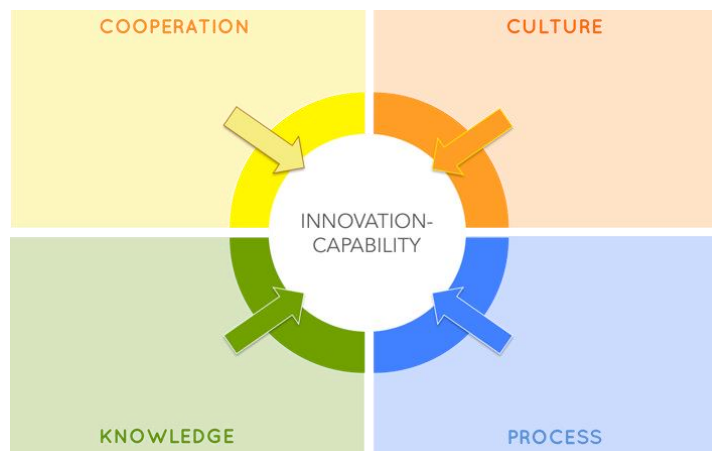 COOPERATION
CULTURE
INNOVATION-
CAPABILITY
KNOWLEDGE
PROCESS